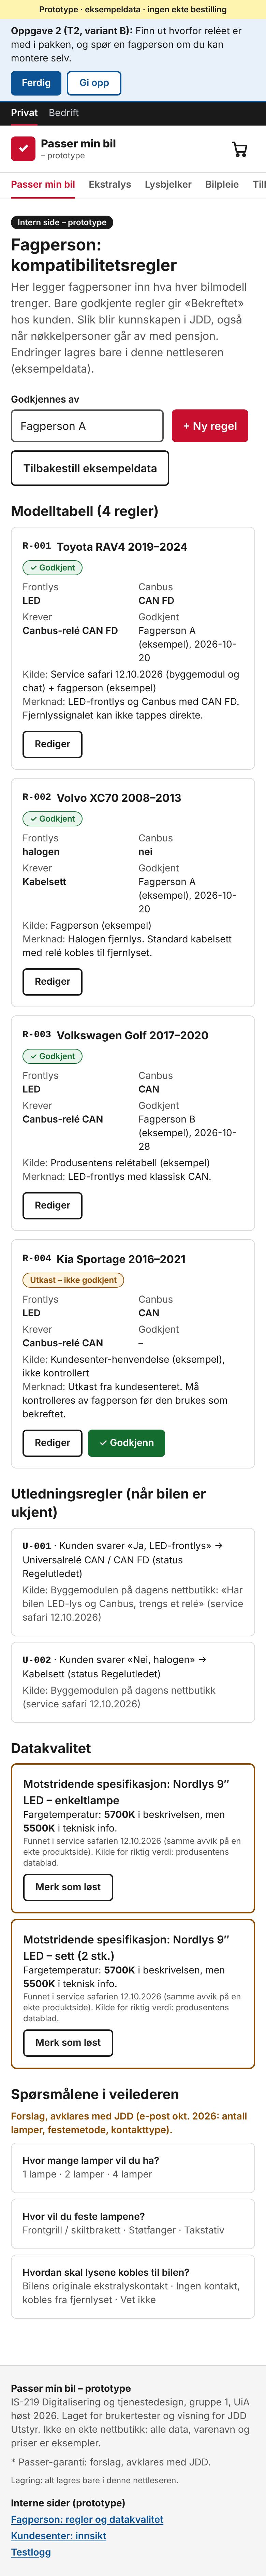 Prototype · eksempeldata · ingen ekte bestilling
Oppgave 2 (T2, variant B): Finn ut hvorfor reléet er
med i pakken, og spør en fagperson om du kan
montere selv.
Ferdig
Gi opp
Privat Bedrift
Passer min bil
– prototype
Passer min bil Ekstralys Lysbjelker Bilpleie Till
Intern side – prototype
Fagperson:
kompatibilitetsregler
Her legger fagpersoner inn hva hver bilmodell
trenger. Bare godkjente regler gir «Bekreftet»
hos kunden. Slik blir kunnskapen i JDD, også
når nøkkelpersoner går av med pensjon.
Endringer lagres bare i denne nettleseren
(eksempeldata).
Godkjennes av
Fagperson A
+ Ny regel
Tilbakestill eksempeldata
Modelltabell (4 regler)
R-001 Toyota RAV4 2019–2024
✓ Godkjent
Frontlys Canbus
LED CAN FD
Krever Godkjent
Canbus-relé CAN FD Fagperson A
(eksempel), 2026-10-
20
Kilde: Service safari 12.10.2026 (byggemodul og
chat) + fagperson (eksempel)
Merknad: LED-frontlys og Canbus med CAN FD.
Fjernlyssignalet kan ikke tappes direkte.
Rediger
R-002 Volvo XC70 2008–2013
✓ Godkjent
Frontlys Canbus
halogen nei
Krever Godkjent
Kabelsett Fagperson A
(eksempel), 2026-10-
20
Kilde: Fagperson (eksempel)
Merknad: Halogen fjernlys. Standard kabelsett
med relé kobles til fjernlyset.
Rediger
R-003 Volkswagen Golf 2017–2020
✓ Godkjent
Frontlys Canbus
LED CAN
Krever Godkjent
Canbus-relé CAN Fagperson B
(eksempel), 2026-10-
28
Kilde: Produsentens relétabell (eksempel)
Merknad: LED-frontlys med klassisk CAN.
Rediger
R-004 Kia Sportage 2016–2021
Utkast – ikke godkjent
Frontlys Canbus
LED CAN
Krever Godkjent
Canbus-relé CAN –
Kilde: Kundesenter-henvendelse (eksempel),
ikke kontrollert
Merknad: Utkast fra kundesenteret. Må
kontrolleres av fagperson før den brukes som
bekreftet.
Rediger
✓ Godkjenn
Utledningsregler (når bilen er
ukjent)
U-001 · Kunden svarer «Ja, LED-frontlys» →
Universalrelé CAN / CAN FD (status
Regelutledet)
Kilde: Byggemodulen på dagens nettbutikk: «Har
bilen LED-lys og Canbus, trengs et relé» (service
safari 12.10.2026)
U-002 · Kunden svarer «Nei, halogen» →
Kabelsett (status Regelutledet)
Kilde: Byggemodulen på dagens nettbutikk
(service safari 12.10.2026)
Datakvalitet
Motstridende spesifikasjon: Nordlys 9″
LED – enkeltlampe
Fargetemperatur: 5700K i beskrivelsen, men
5500K i teknisk info.
Funnet i service safarien 12.10.2026 (samme avvik på en
ekte produktside). Kilde for riktig verdi: produsentens
datablad.
Merk som løst
Motstridende spesifikasjon: Nordlys 9″
LED – sett (2 stk.)
Fargetemperatur: 5700K i beskrivelsen, men
5500K i teknisk info.
Funnet i service safarien 12.10.2026 (samme avvik på en
ekte produktside). Kilde for riktig verdi: produsentens
datablad.
Merk som løst
Spørsmålene i veilederen
Forslag, avklares med JDD (e-post okt. 2026: antall
lamper, festemetode, kontakttype).
Hvor mange lamper vil du ha?
1 lampe · 2 lamper · 4 lamper
Hvor vil du feste lampene?
Frontgrill / skiltbrakett · Støtfanger · Takstativ
Hvordan skal lysene kobles til bilen?
Bilens originale ekstralyskontakt · Ingen kontakt,
kobles fra fjernlyset · Vet ikke
Passer min bil – prototype
IS-219 Digitalisering og tjenestedesign, gruppe 1, UiA
høst 2026. Laget for brukertester og visning for JDD
Utstyr. Ikke en ekte nettbutikk: alle data, varenavn og
priser er eksempler.
* Passer-garanti: forslag, avklares med JDD.
Lagring: alt lagres bare i denne nettleseren.
Interne sider (prototype)
Fagperson: regler og datakvalitet
Kundesenter: innsikt
Testlogg